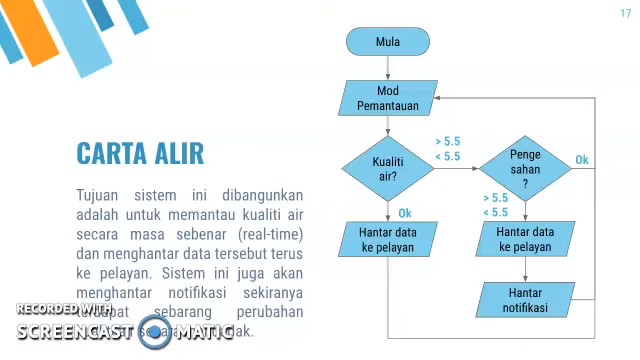 17
Mula
Mod
Pemantauan
CARTA ALIR
> 5.5
< 5.5
Kualiti
air?
Penge
sahan
?
Ok
Tujuan sistem ini dibangunkan
adalah untuk memantau kualiti air
secara masa sebenar (real-time)
dan menghantar data tersebut terus
ke pelayan. Sistem ini juga akan
menghantar notifikasi sekiranya
terdapat sebarang perubahan
Ok
> 5.5
< 5.5
Hantar data
ke pelayan
Hantar data
ke pelayan
Hantar
notifikasi
RECORDED WITH
SCREENCAST MATIC